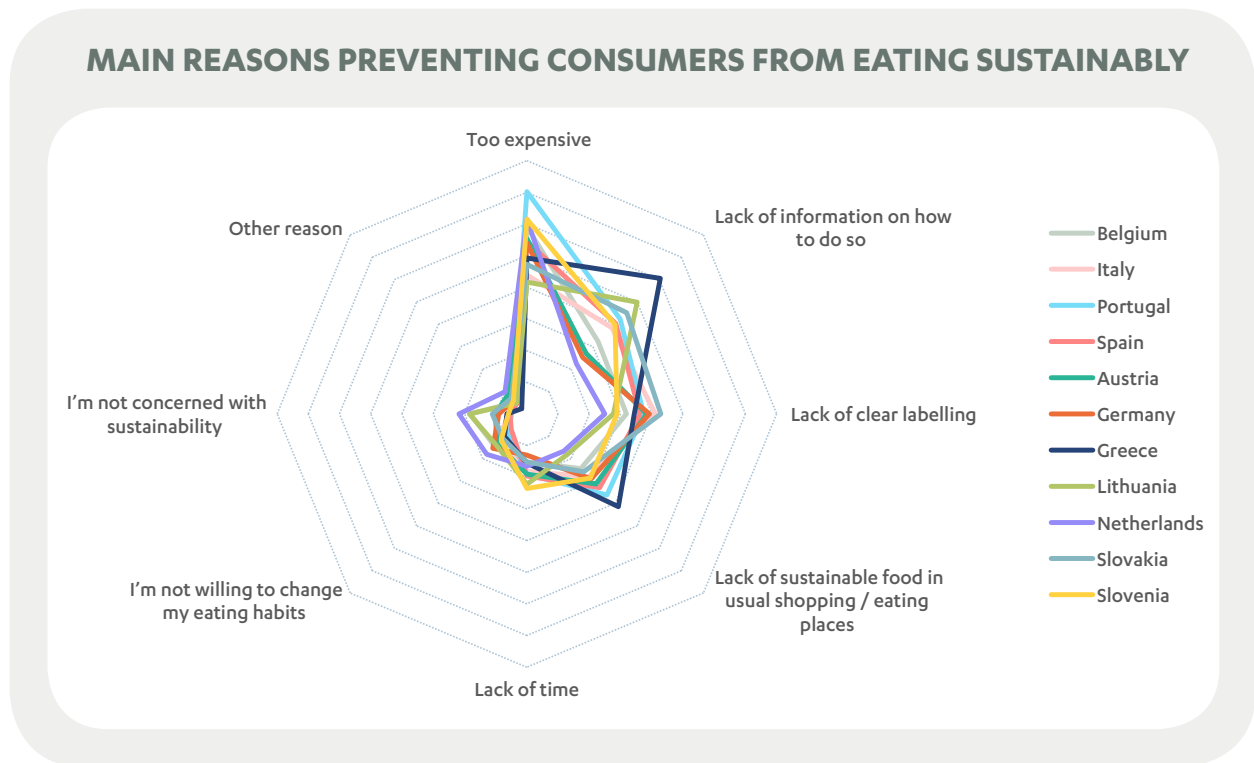 MAIN REASONS PREVENTING CONSUMERS FROM EATING SUSTAINABLY
Too expensive
Lack of information on how
to do so
Lack of clear labelling
Lack of sustainable food in
usual shopping / eating
places
Lack of time
I'm not willing to change
my eating habits
I'm not concerned with
sustainability
Other reason
Belgium
Italy
Portugal
Spain
Austria
Germany
Greece
Lithuania
Netherlands
Slovakia
Slovenia